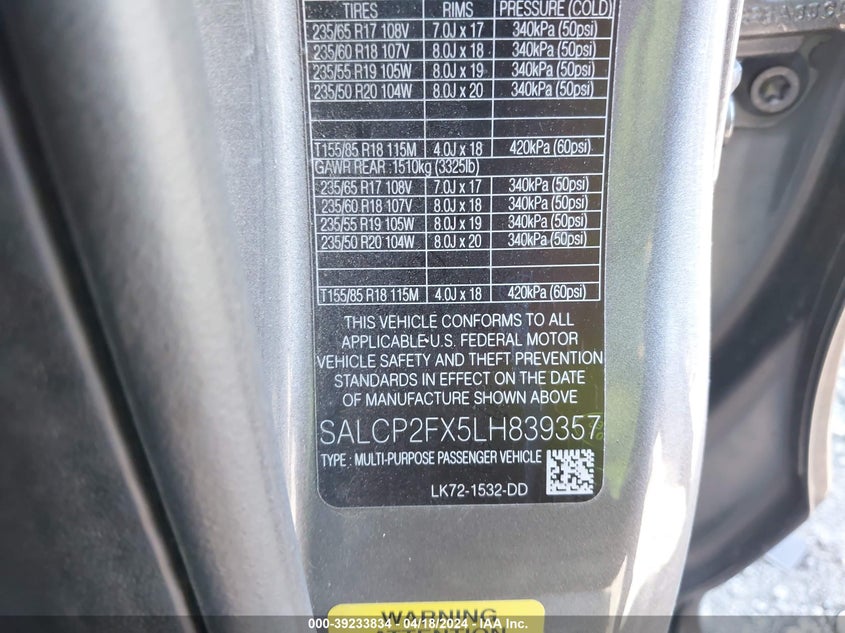 TIRES RIMS PRESSURE (COLD)
235/65 R17 108V 7.0J x 17 340kPa (50psi)
235/60 R18 107V 8.0J x 18 340kPa (50psi)
235/55 R19 105W 8.0J x 19 340kPa (50psi)
235/50 R20 104W 8.0J x 20 340kPa (50psi)
T155/85 R18 115M 4.0J x 18 420kPa (60psi)
GAWR REAR :1510kg (3325lb)
235/65 R17 108V 7.0J x 17 340kPa (50psi)
235/60 R18 107V 8.0J x 18 340kPa (50psi)
235/55 R19 105W 8.0J x 19 340kPa (50psi)
235/50 R20 104W 8.0J x 20 340kPa (50psi)
T155/85 R18 115M 4.0J x 18 420kPa (60psi)
THIS VEHICLE CONFORMS TO ALL
APPLICABLE U.S. FEDERAL MOTOR
VEHICLE SAFETY AND THEFT PREVENTION
STANDARDS IN EFFECT ON THE DATE
OF MANUFACTURE SHOWN ABOVE
SALCP2FX5LH839357
TYPE : MULTI-PURPOSE PASSENGER VEHICLE
LK72-1532-DD
WARNING
ATTENTION
000-39233834 - 04/18/2024 - IAA Inc.